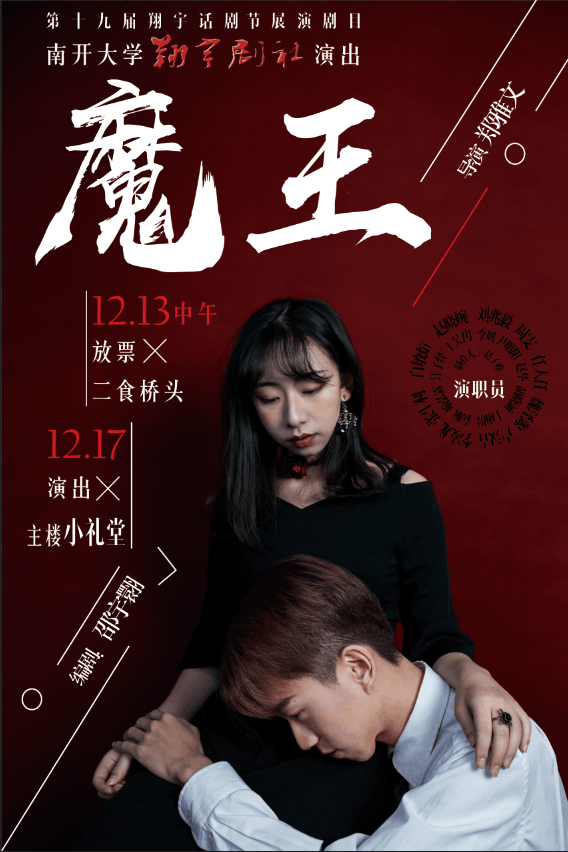 第十九届翔宇话剧节展演剧目
南开大学翔宇剧社演出
魔王
导演 郑雅文
12.13中午
放票×
二食桥头
演职员
12.17
演出×
主楼小礼堂
编剧: 邵宇翾